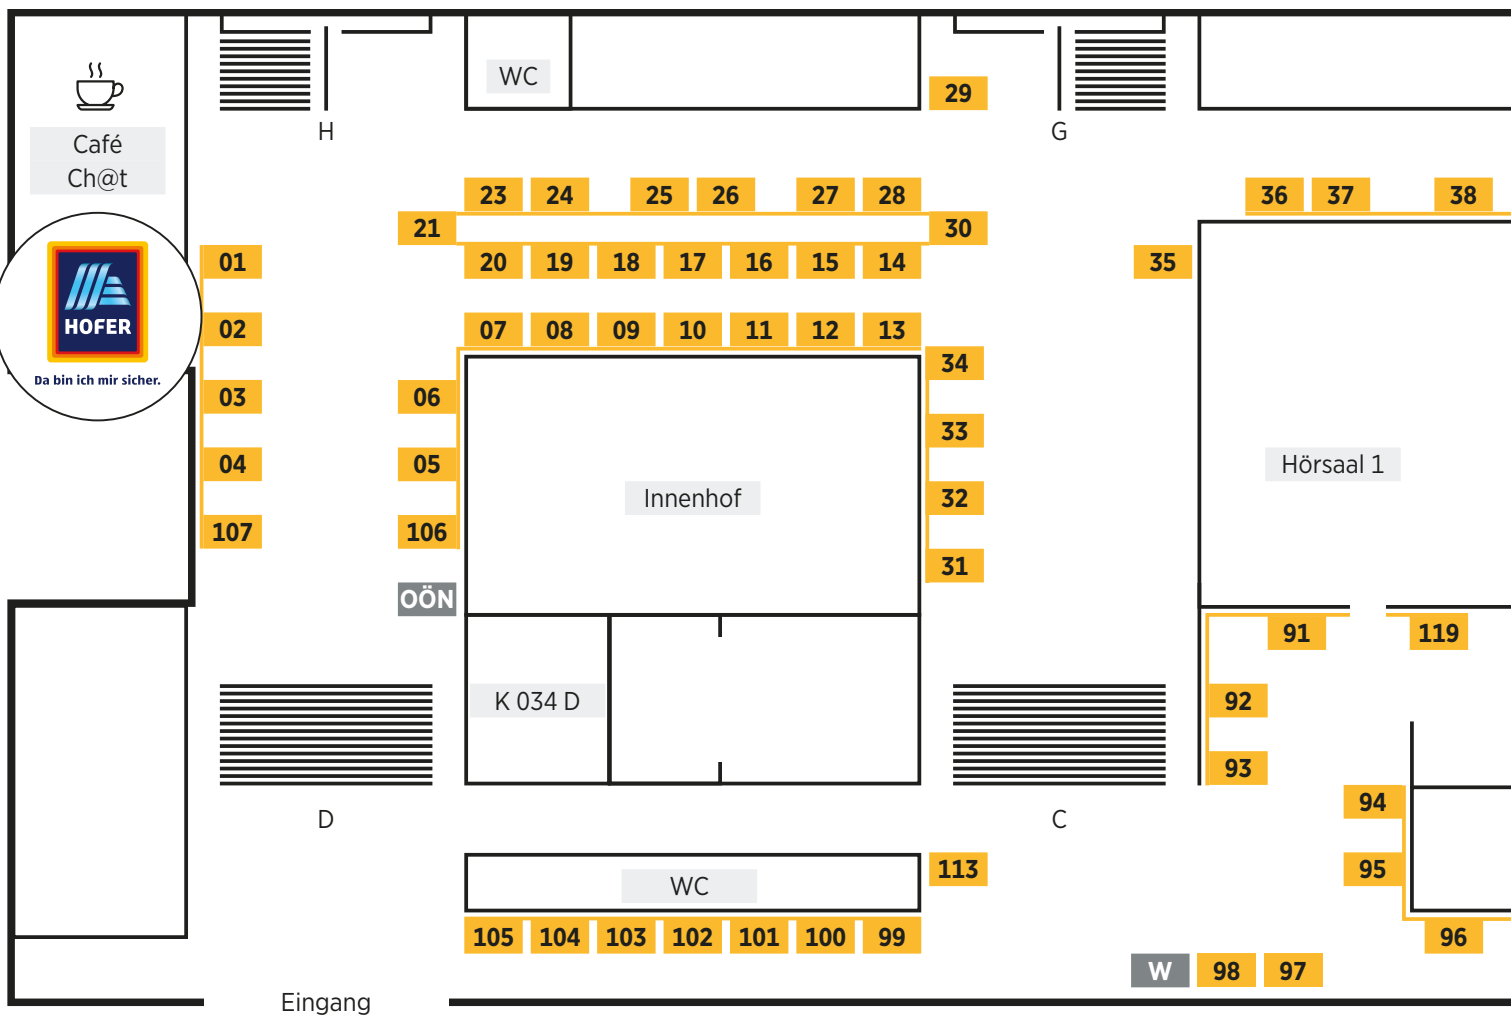 WC
29
Café
Ch@t
H
G
23 24 25 26 27 28
36 37 38
21
30
01
20 19 18 17 16 15 14
35
HOFER
Da bin ich mir sicher.
02
07 08 09 10 11 12 13
34
03
06
33
04
05
Innenhof
32
Hörsaal 1
107
106
31
OÖN
91
119
K 034 D
92
93
94
D
C
WC
113
95
105 104 103 102 101 100 99
96
W
98 97
Eingang